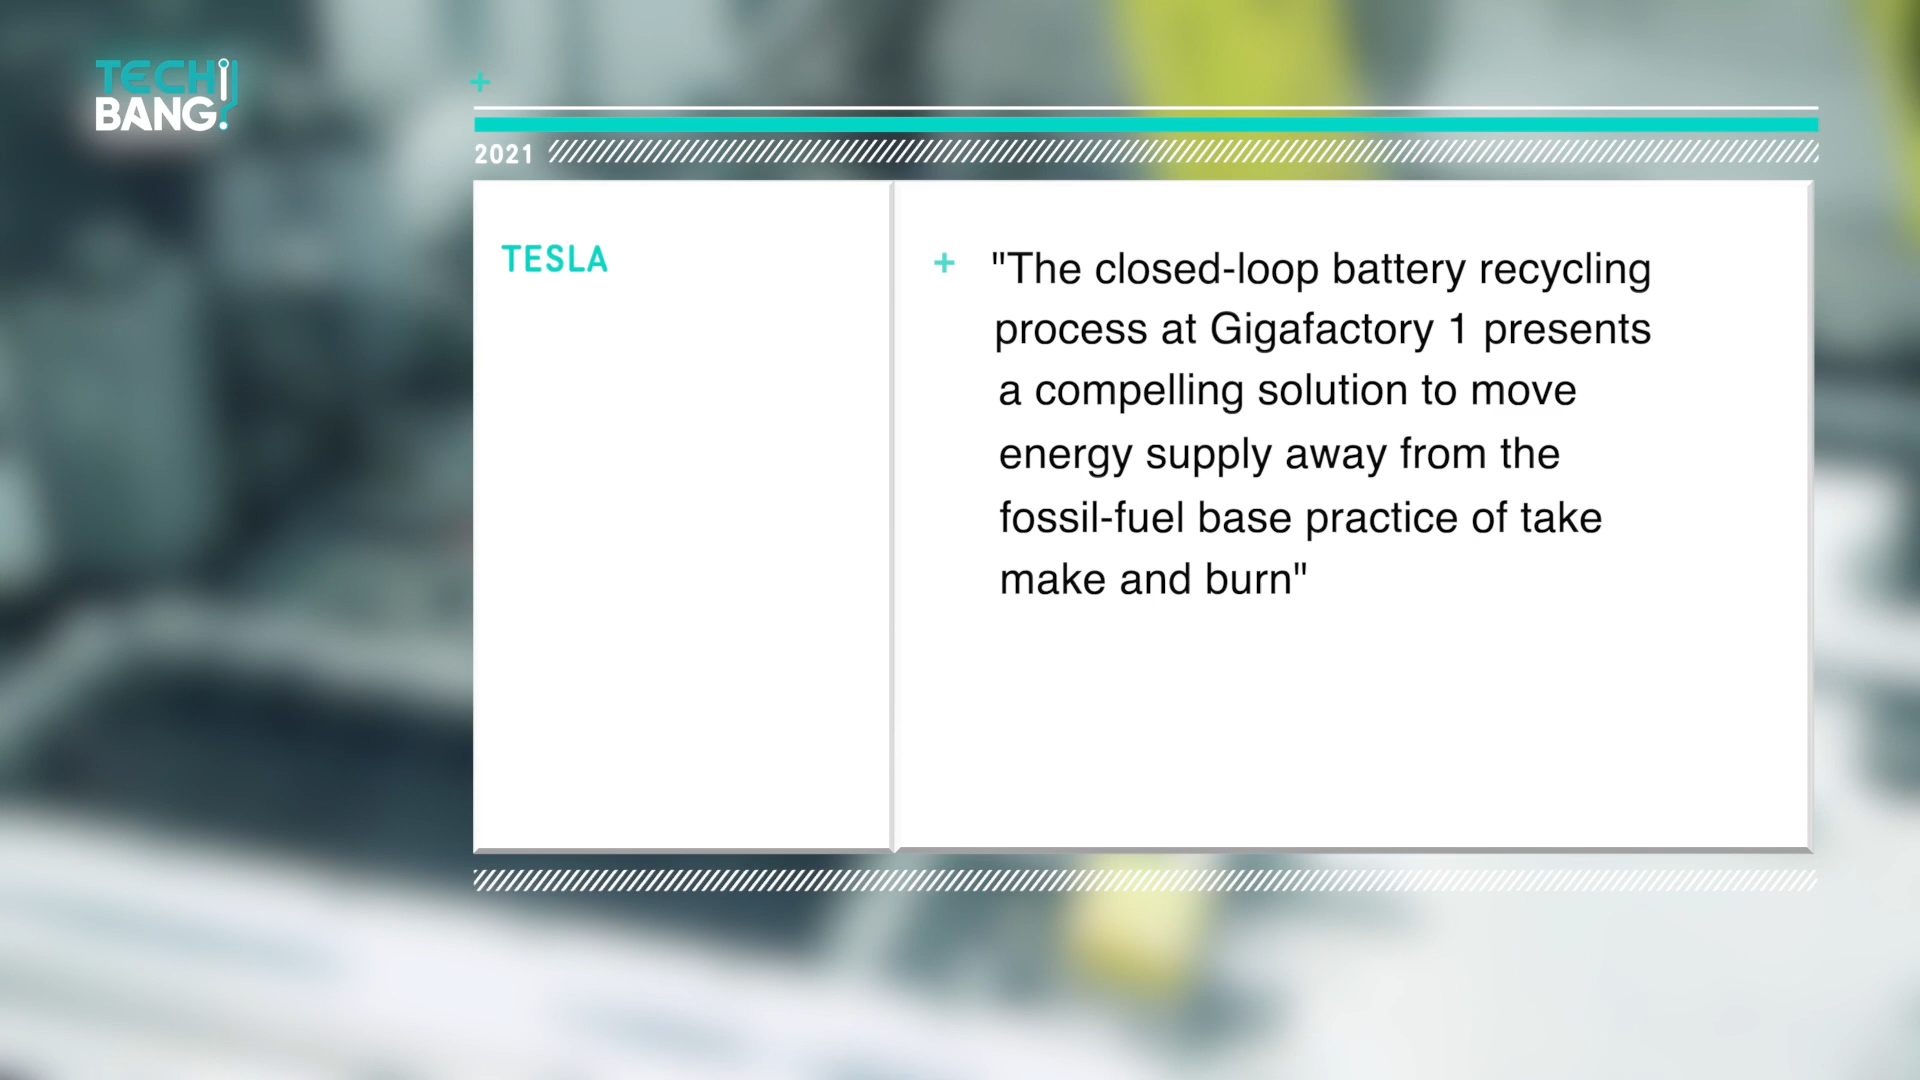 TECH
BANG!
2021
TESLA
"The closed-loop battery recycling
process at Gigafactory 1 presents
a compelling solution to move
energy supply away from the
fossil-fuel base practice of take
make and burn"